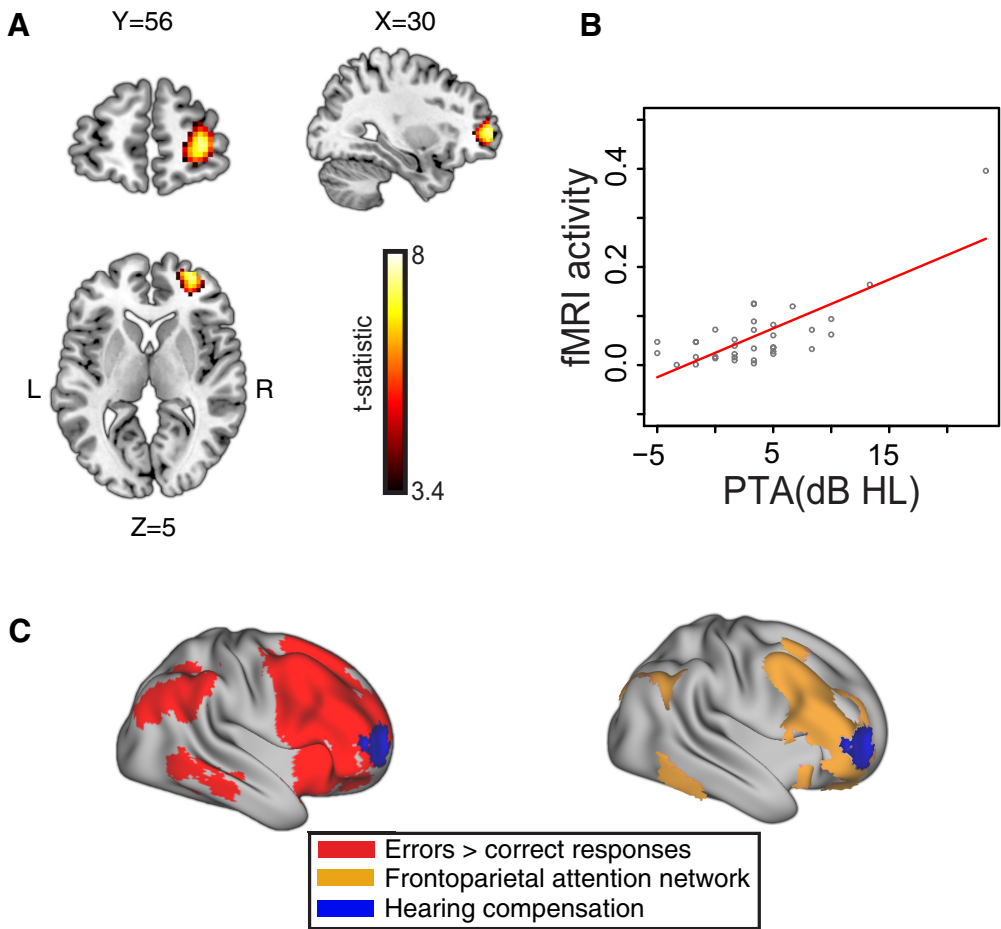 A
Y=56
X=30
L
R
Z=5
8
t-statistic
3.4
B
fMRI activity
0.4
0.2
0.0
−5
5
15
PTA(dB HL)
C
Errors > correct responses
Frontoparietal attention network
Hearing compensation